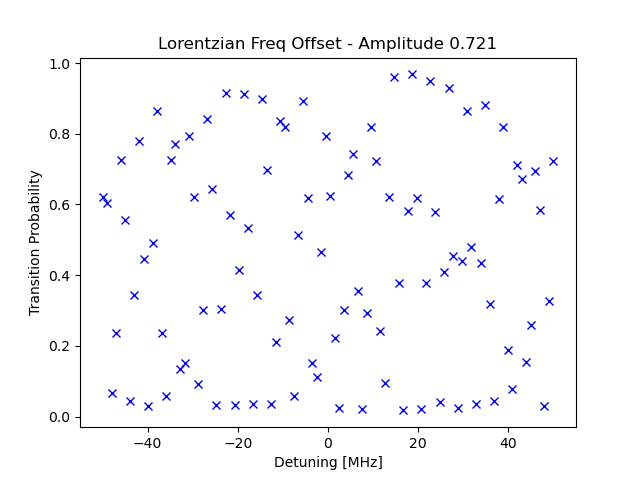 Lorentzian Freq Offset - Amplitude 0.721
1.0
0.8
0.6
0.4
0.2
0.0
Transition Probability
−40 −20 0 20 40
Detuning [MHz]